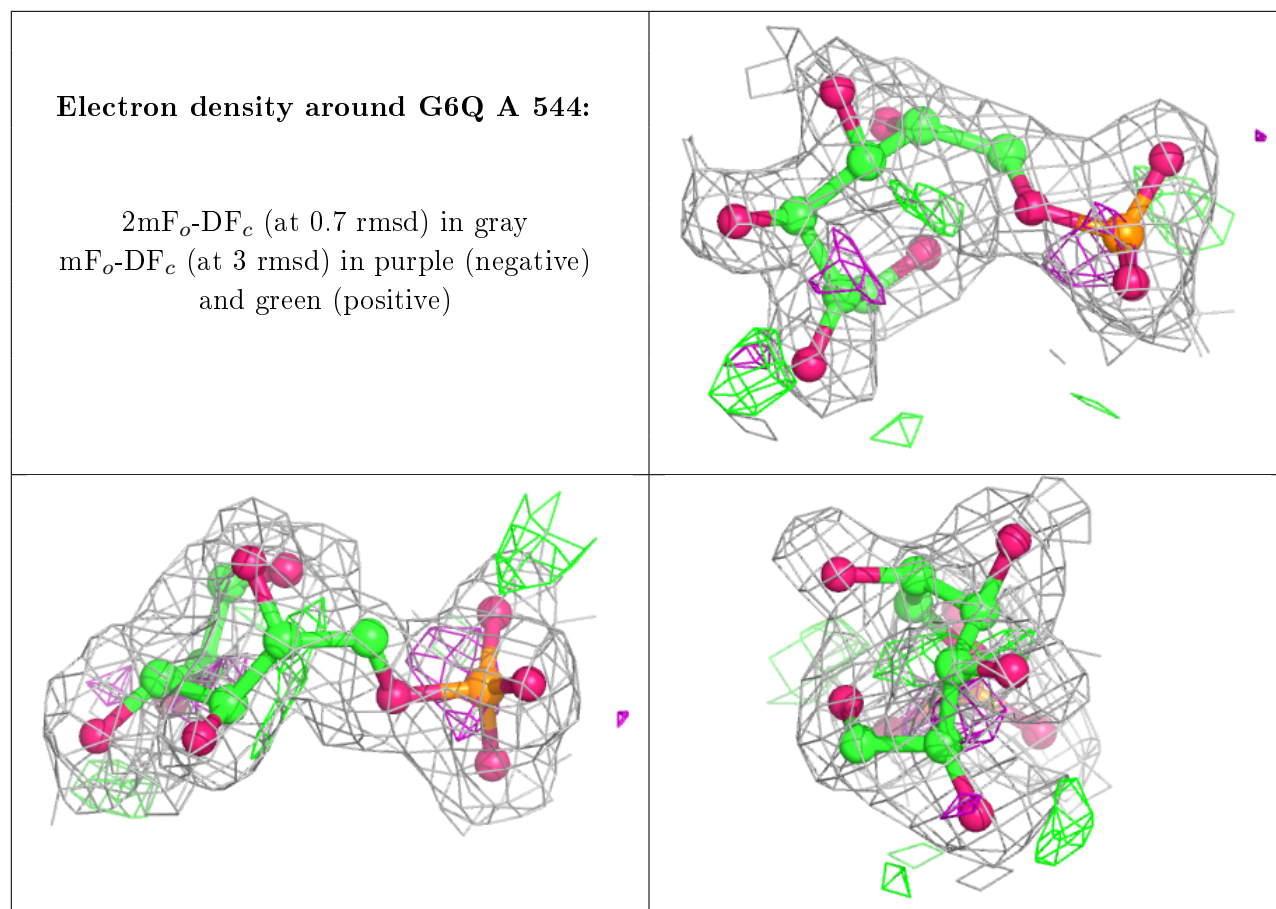 Electron density around G6Q A 544:
2mFo-DFc (at 0.7 rmsd) in gray
mFo-DFc (at 3 rmsd) in purple (negative)
and green (positive)